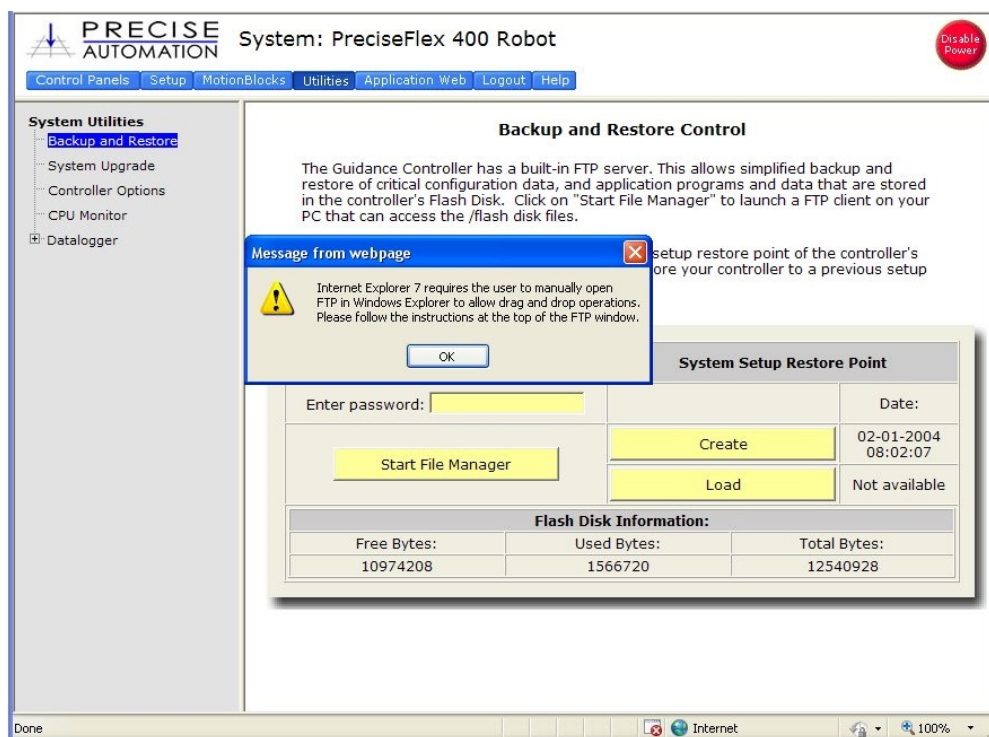 PRECISE
AUTOMATION
System: PreciseFlex 400 Robot
Disable
Power
Control Panels Setup MotionBlocks Utilities Application Web Logout Help
System Utilities
Backup and Restore
System Upgrade
Controller Options
CPU Monitor
Datalogger
Backup and Restore Control
The Guidance Controller has a built-in FTP server. This allows simplified backup and
restore of critical configuration data, and application programs and data that are stored
in the controller's Flash Disk. Click on "Start File Manager" to launch a FTP client on your
PC that can access the /flash disk files.
setup restore point of the controller's
your controller to a previous setup
Message from webpage
Internet Explorer 7 requires the user to manually open
FTP in Windows Explorer to allow drag and drop operations.
Please follow the instructions at the top of the FTP window.
OK
System Setup Restore Point
Enter password:
Date:
Start File Manager
Create
02-01-2004
08:02:07
Load
Not available
Flash Disk Information:
Free Bytes: Used Bytes: Total Bytes:
10974208 1566720 12540928
Done
Internet
100%